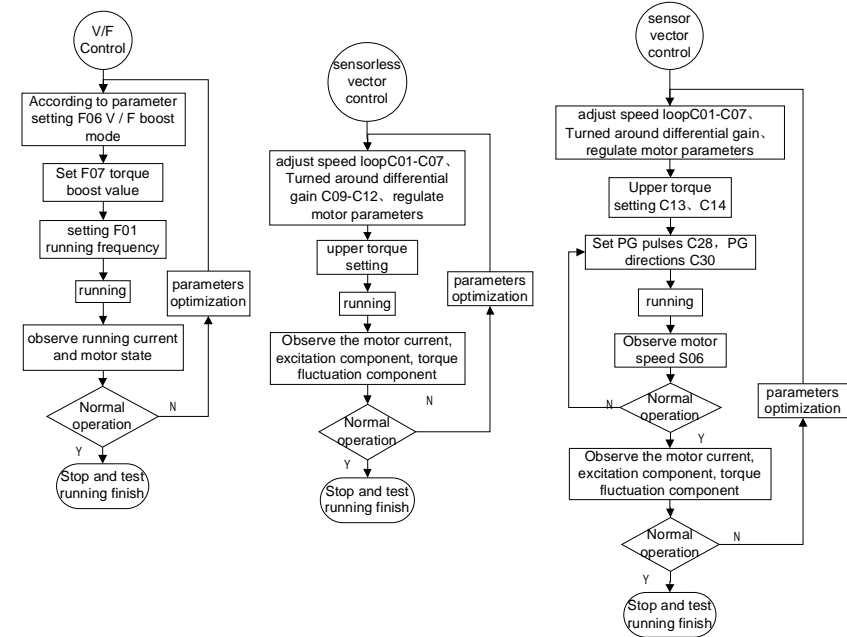 V/F
Control
According to parameter
setting F06 V / F boost
mode
Set F07 torque
boost value
setting F01
running frequency
running
parameters
optimization
observe running current
and motor state
Normal
operation
N
Y
Stop and test
running finish
sensorless
vector
control
adjust speed loopC01-C07、
Turned around differential
gain C09-C12、regulate
motor parameters
upper torque
setting
running
parameters
optimization
Observe the motor current,
excitation component, torque
fluctuation component
N
Normal
operation
Y
Stop and test
running finish
sensor
vector
control
adjust speed loopC01-C07、
Turned around differential gain、
regulate motor parameters
Upper torque
setting C13、C14
Set PG pulses C28，PG
directions C30
running
Observe motor
speed S06
N
Normal
operation
parameters
optimization
Y
Observe the motor current,
excitation component, torque
fluctuation component
Normal
operation
N
Y
Stop and test
running finish